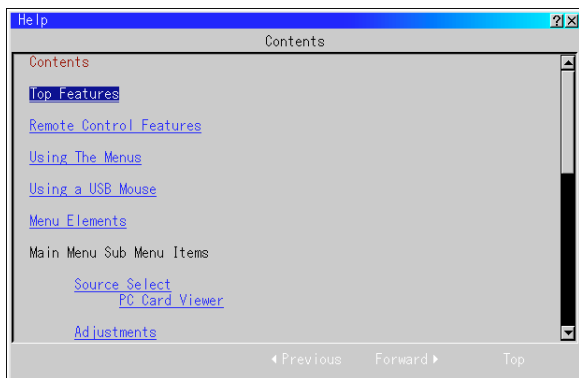 Help
Contents
Contents
Top Features
Remote Control Features
Using The Menus
Using a USB Mouse
Menu Elements
Main Menu Sub Menu Items
Source Select
PC Card Viewer
Adjustments
Previous Forward Top